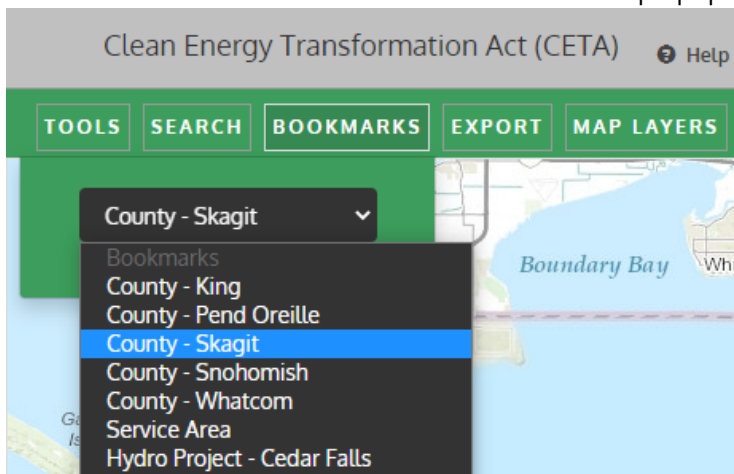 Clean Energy Transformation Act (CETA) Help
TOOLS SEARCH BOOKMARKS EXPORT MAP LAYERS
County - Skagit
Bookmarks
County - King
County - Pend Oreille
County - Skagit
County - Snohomish
County - Whatcom
Service Area
Hydro Project - Cedar Falls
Boundary Bay